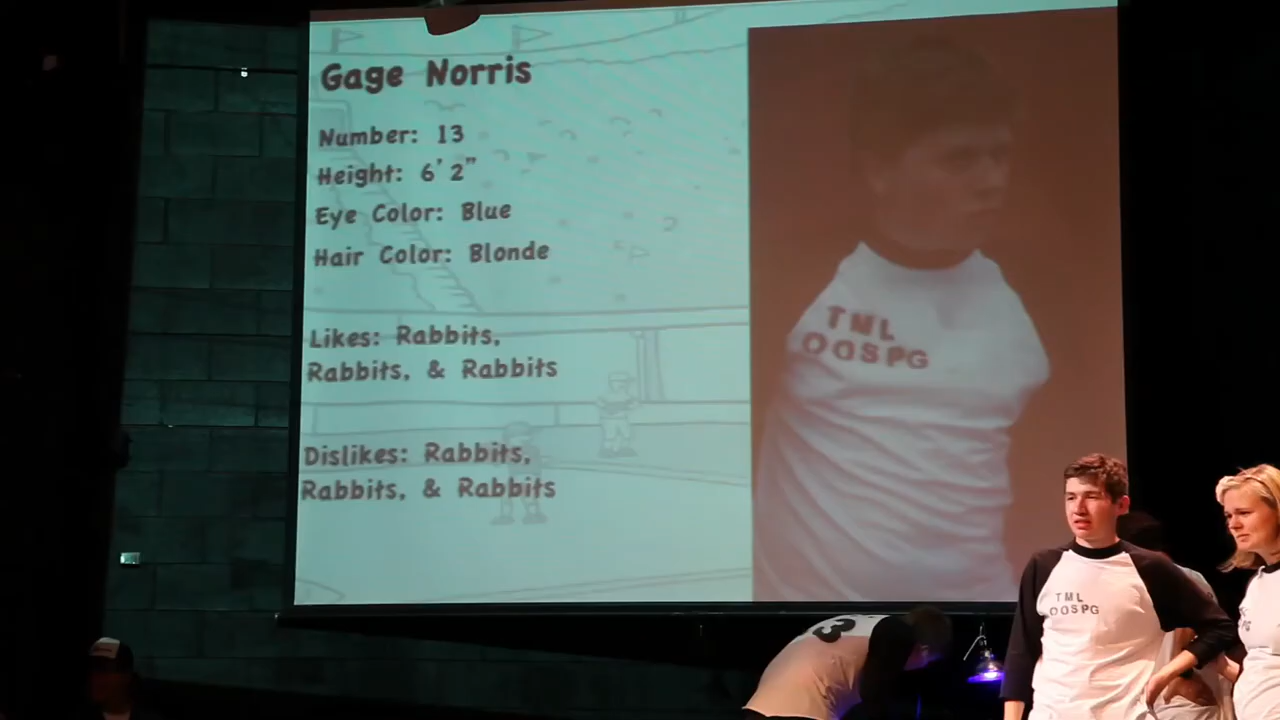 Gage Norris
Number: 13
Height: 6' 2"
Eye Color: Blue
Hair Color: Blonde
Likes: Rabbits,
Rabbits, & Rabbits
Dislikes: Rabbits,
Rabbits, & Rabbits
TML
OOSPG
3
TML
OOSPG